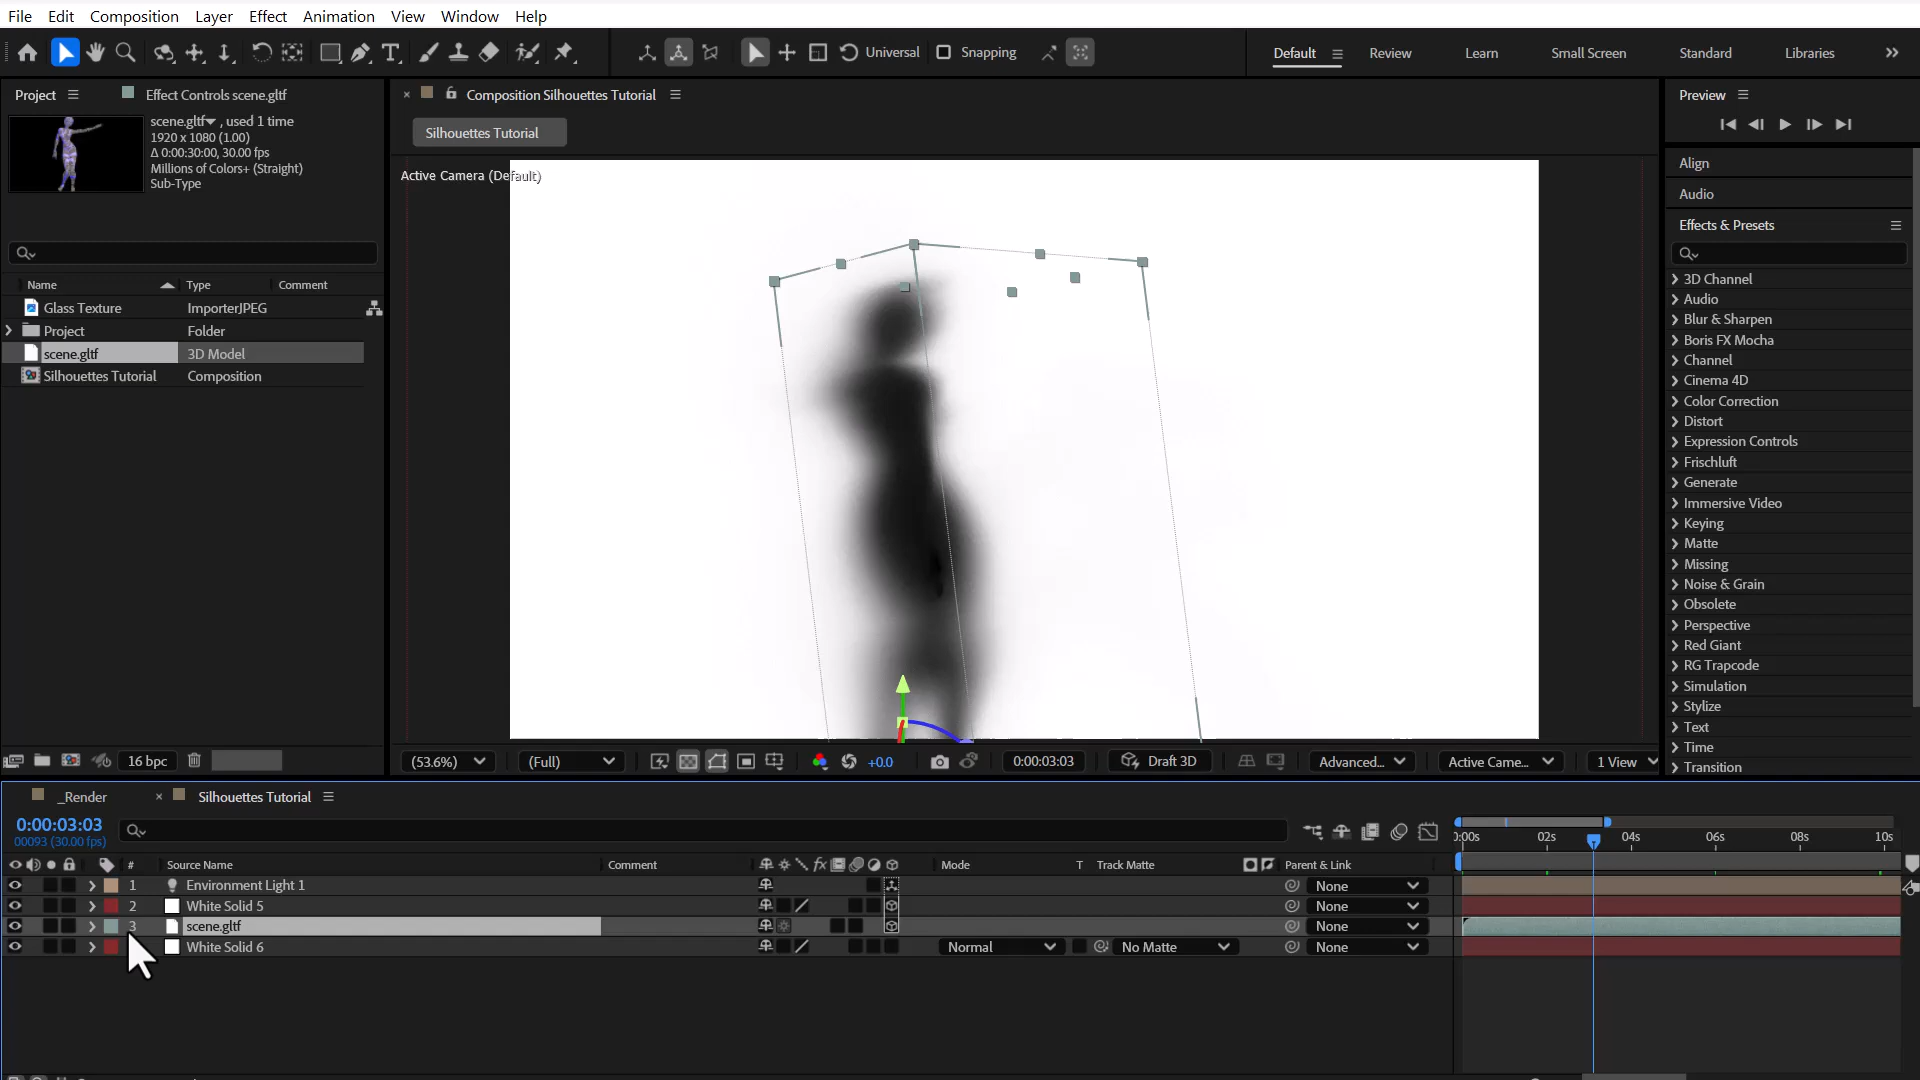 File Edit Composition Layer Effect Animation View Window Help
Universal Snapping Default Review Learn Small Screen Standard Libraries
Project Effect Controls scene.gltf
scene.gltf , used 1 time
1920 x 1080 (1.00)
Δ 0:00:30:00, 30.00 fps
Millions of Colors+ (Straight)
Sub-Type
Name Type Comment
Glass Texture ImporterJPEG
Project Folder
scene.gltf 3D Model
Silhouettes Tutorial Composition
16 bpc
Composition Silhouettes Tutorial
Silhouettes Tutorial
Active Camera (Default)
(53.6%) (Full) +0.0 0:00:03:03 Draft 3D Advanced... Active Came... 1 View
Preview
Align
Audio
Effects & Presets
3D Channel
Audio
Blur & Sharpen
Boris FX Mocha
Channel
Cinema 4D
Color Correction
Distort
Expression Controls
Frischluft
Generate
Immersive Video
Keying
Matte
Missing
Noise & Grain
Obsolete
Perspective
Red Giant
RG Trapcode
Simulation
Stylize
Text
Time
Transition
_Render Silhouettes Tutorial
0:00:03:03
00093 (30.00 fps)
# Source Name Comment Mode T Track Matte Parent & Link
0:00s 02s 04s 06s 08s 10s
1 Environment Light 1 None
2 White Solid 5 None
3 scene.gltf None
White Solid 6 Normal No Matte None